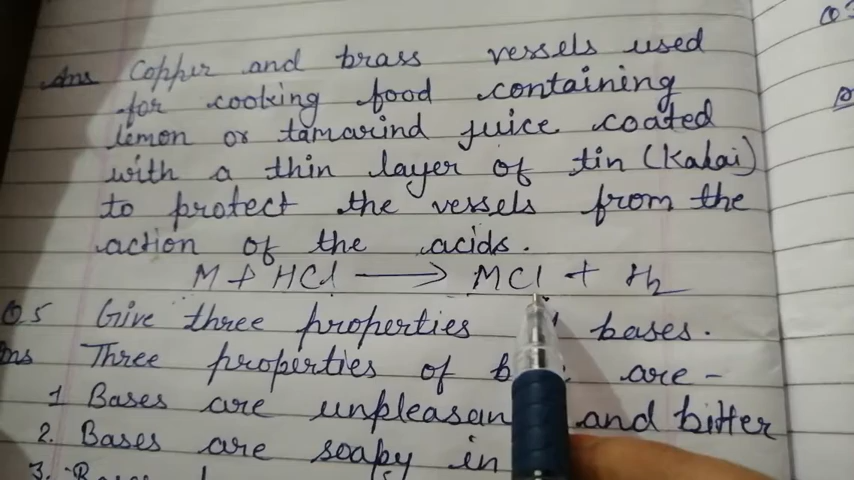 Ans Copper and brass vessels used
for cooking food containing
lemon or tamarind juice coated
with a thin layer of tin (Kalai)
to protect the vessels from the
action of the acids.
M + HCl → MCl + H2
Q.5 Give three properties bases.
Ans Three properties of are -
1 Bases are unpleasan and bitter
2. Bases are soapy in
3.